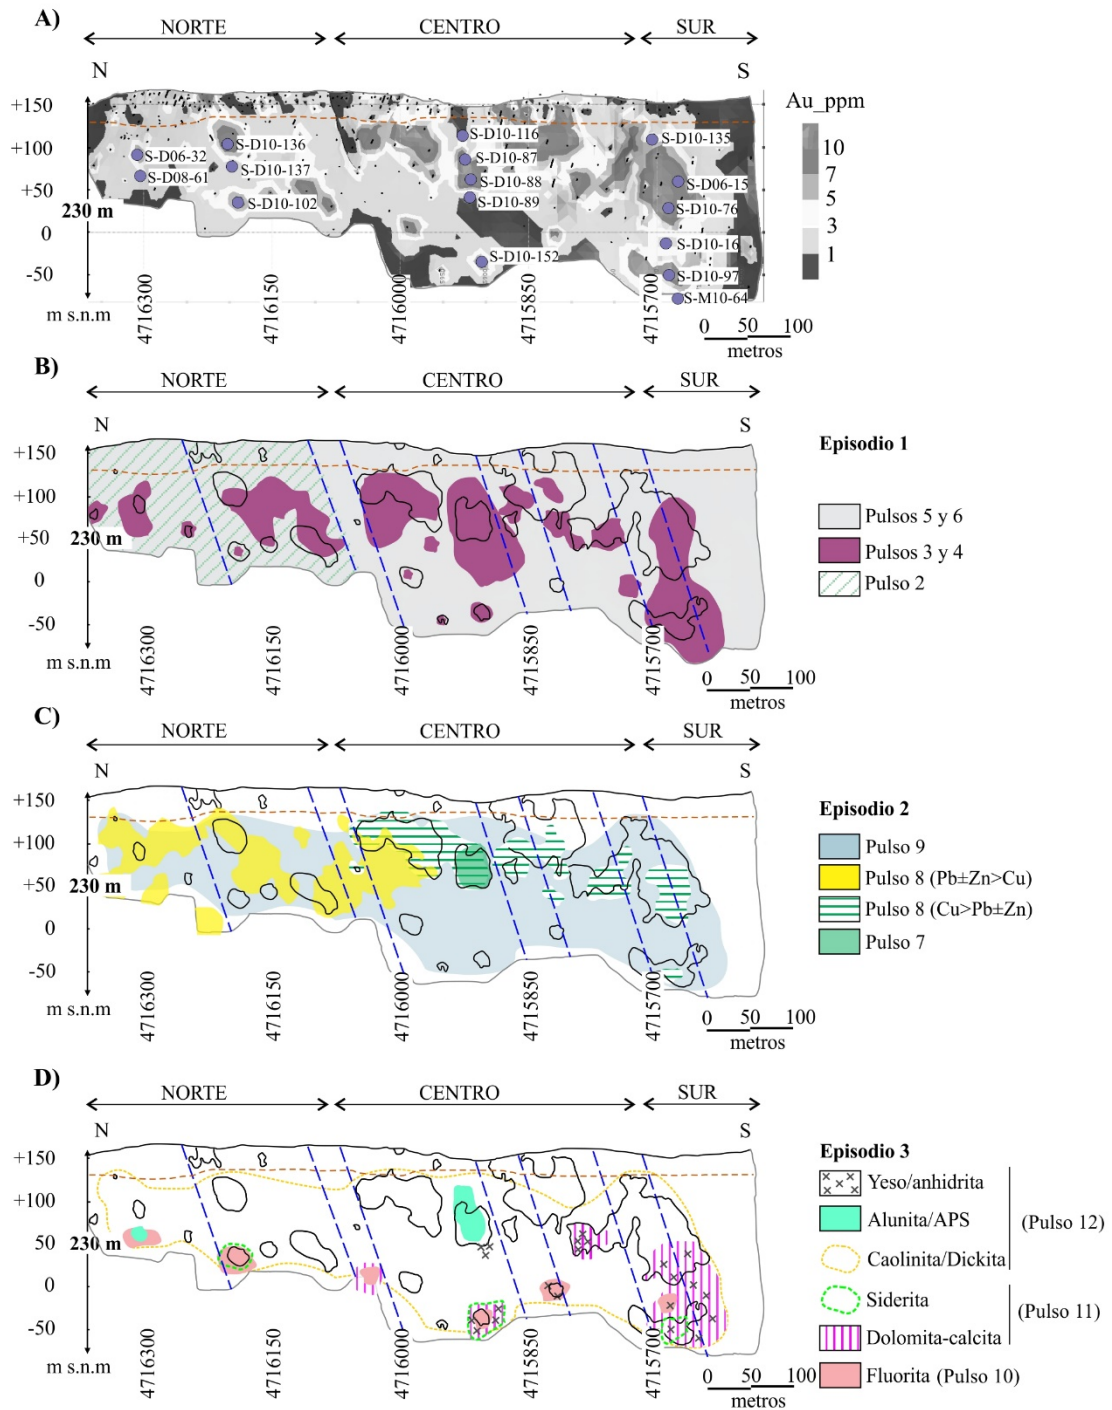 A)
NORTE CENTRO SUR
N S
Au_ppm
10
7
5
3
1
+150
+100
+50
230 m
0
-50
m s.n.m
S-D06-32
S-D08-61
S-D10-136
S-D10-137
S-D10-102
S-D10-116
S-D10-87
S-D10-88
S-D10-89
S-D10-152
S-D10-135
S-D06-15
S-D10-76
S-D10-16
S-D10-97
S-M10-64
4716300 4716150 4716000 4715850 4715700
0 50 100
metros
B)
NORTE CENTRO SUR
N S
+150
+100
+50
230 m
0
-50
m s.n.m
4716300 4716150 4716000 4715850 4715700
0 50 100
metros
Episodio 1
Pulsos 5 y 6
Pulsos 3 y 4
Pulso 2
C)
NORTE CENTRO SUR
N S
+150
+100
+50
230 m
0
-50
m s.n.m
4716300 4716150 4716000 4715850 4715700
0 50 100
metros
Episodio 2
Pulso 9
Pulso 8 (Pb±Zn>Cu)
Pulso 8 (Cu>Pb±Zn)
Pulso 7
D)
NORTE CENTRO SUR
N S
+150
+100
50
230 m
0
-50
m s.n.m
4716300 4716150 4716000 4715850 4715700
0 50 100
metros
Episodio 3
Yeso/anhidrita
Alunita/APS
(Pulso 12)
Caolinita/Dickita
Siderita
(Pulso 11)
Dolomita-calcita
Fluorita (Pulso 10)